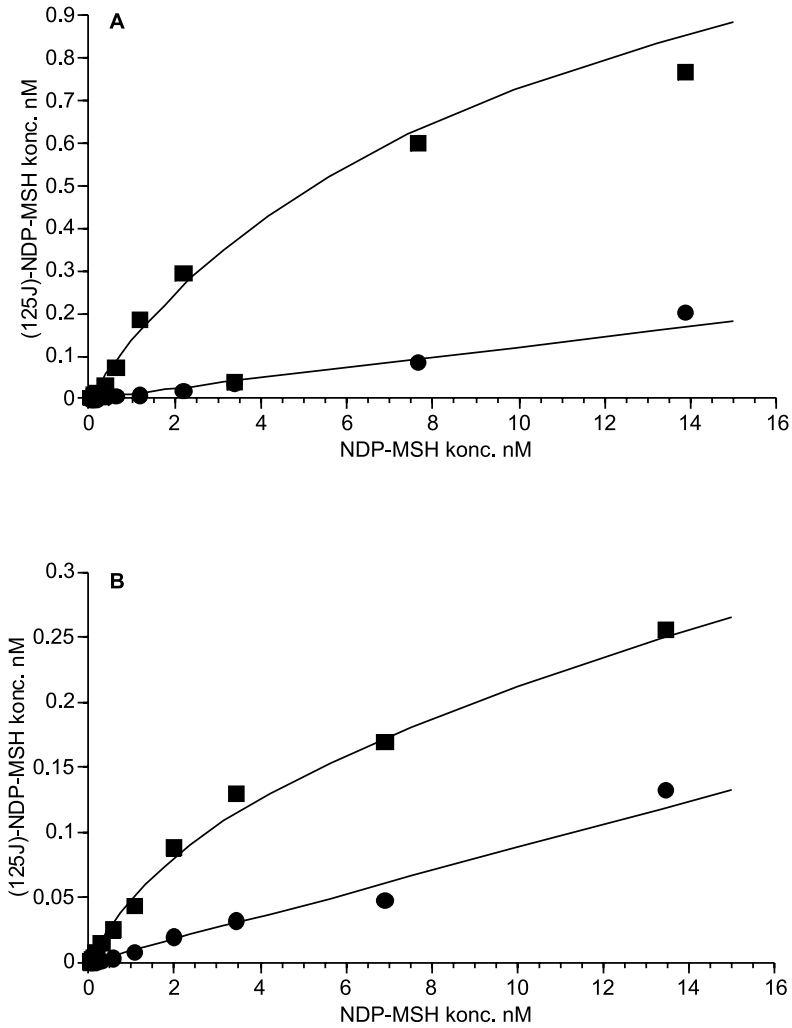 A
(125J)-NDP-MSH konc. nM
0.9
0.8
0.7
0.6
0.5
0.4
0.3
0.2
0.1
0
0 2 4 6 8 10 12 14 16
NDP-MSH konc. nM
B
(125J)-NDP-MSH konc. nM
0.3
0.25
0.2
0.15
0.1
0.05
0
0 2 4 6 8 10 12 14 16
NDP-MSH konc. nM